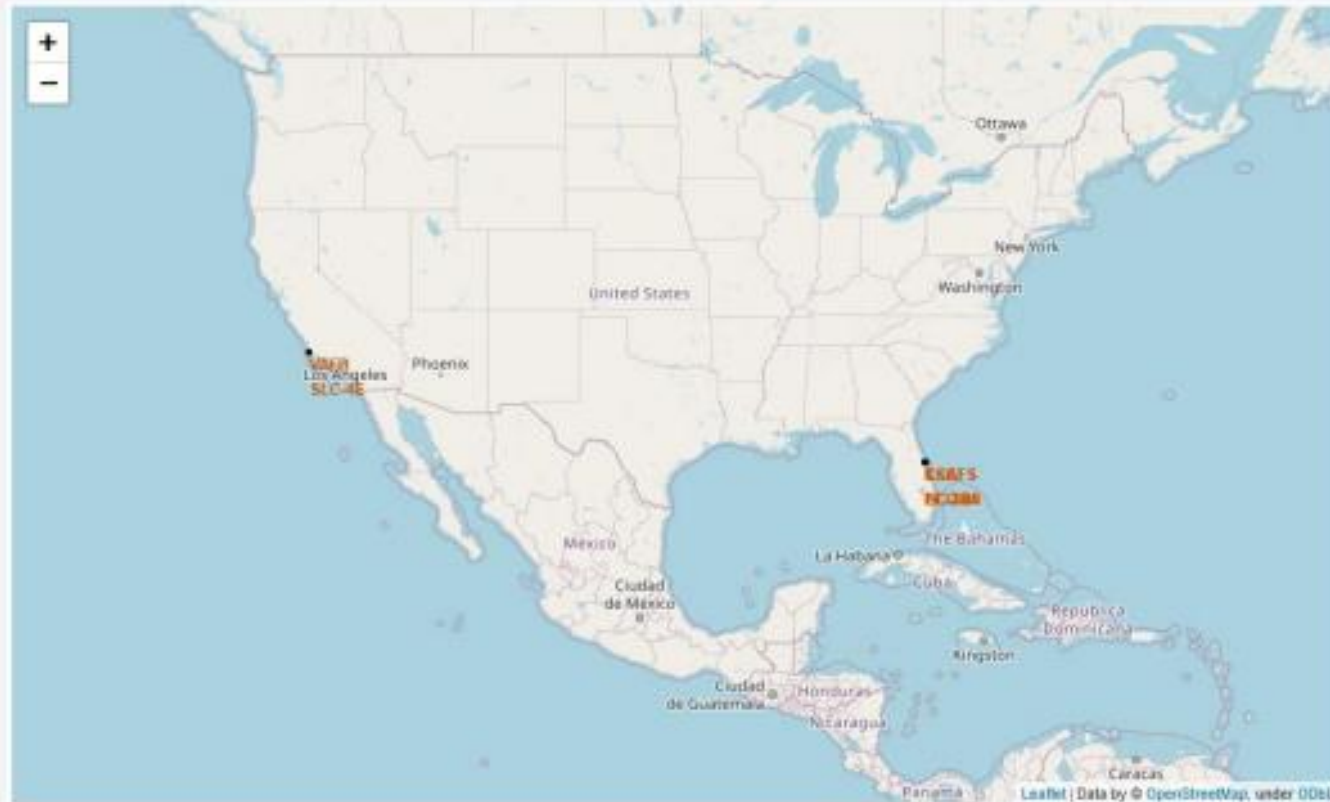 +
−
Ottawa
New York
Washington
United States
Phoenix
Los Angeles
SLC-4E
México
The Bahamas
La Habana
Cuba
Ciudad
de México
República
Dominicana
Kingston
Ciudad
de Guatemala
Honduras
Nicaragua
Caracas
Panamá
Leaflet | Data by © OpenStreetMap, under ODbL